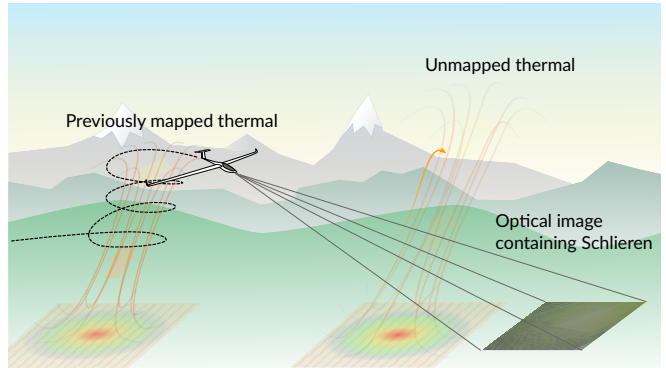 Unmapped thermal
Previously mapped thermal
Optical image
containing Schlieren